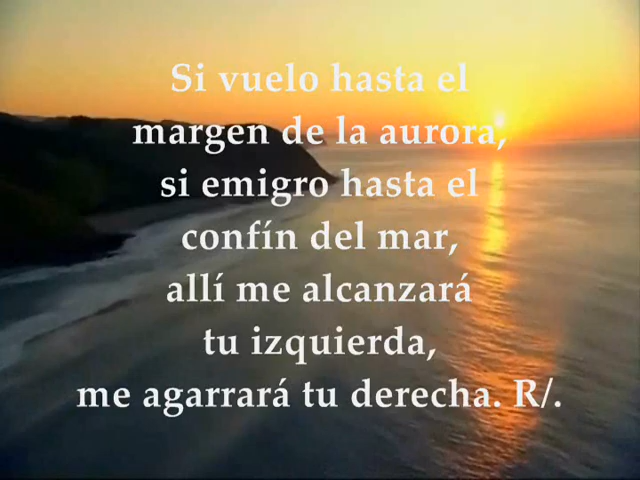 Si vuelo hasta el
margen de la aurora,
si emigro hasta el
confín del mar,
allí me alcanzará
tu izquierda,
me agarrará tu derecha. R/.